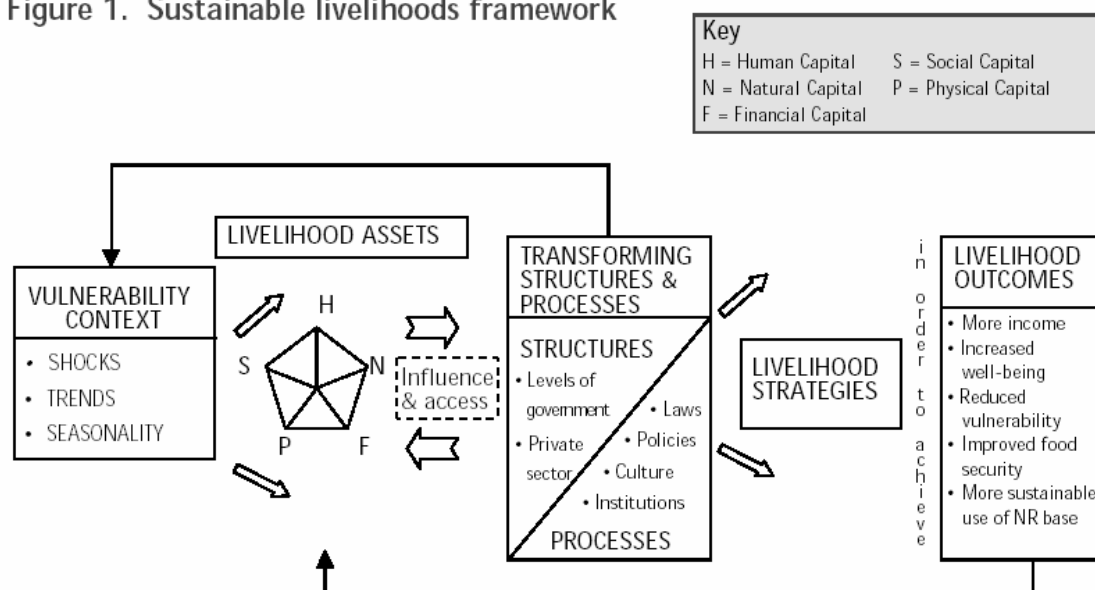 Figure 1. Sustainable livelihoods framework
Key
H = Human Capital S = Social Capital
N = Natural Capital P = Physical Capital
F = Financial Capital
LIVELIHOOD ASSETS
VULNERABILITY
CONTEXT
• SHOCKS
• TRENDS
• SEASONALITY
H
S
N
P
F
Influence
& access
TRANSFORMING
STRUCTURES &
PROCESSES
STRUCTURES
• Levels of
government
• Private
sector
• Laws
• Policies
• Culture
• Institutions
PROCESSES
LIVELIHOOD
STRATEGIES
in order to achieve
LIVELIHOOD
OUTCOMES
• More income
• Increased
well-being
• Reduced
vulnerability
• Improved food
security
• More sustainable
use of NR base